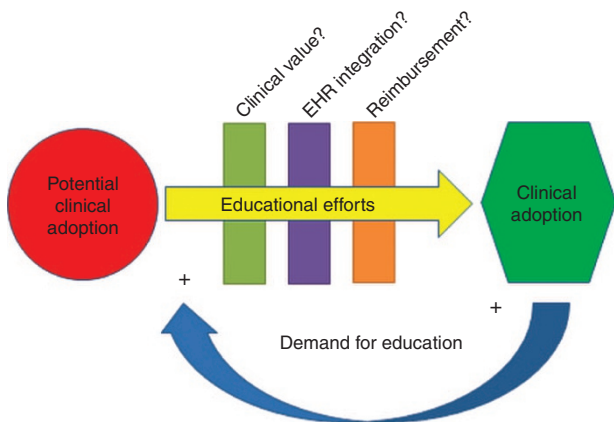 Clinical value?
EHR integration?
Reimbursement?
Potential
clinical
adoption
Educational efforts
Clinical
adoption
+
+
Demand for education